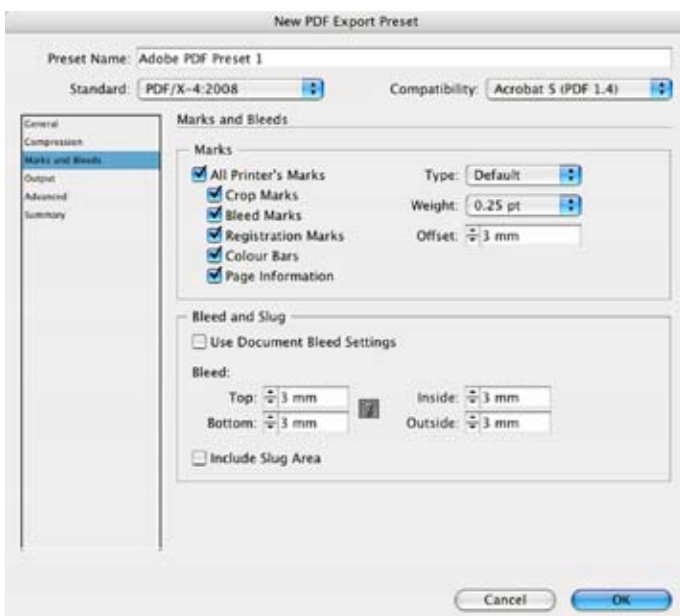 New PDF Export Preset
Preset Name: Adobe PDF Preset 1
Standard: PDF/X-4:2008 Compatibility: Acrobat 5 (PDF 1.4)
General
Compression
Marks and Bleeds
Output
Advanced
Summary
Marks and Bleeds
Marks
All Printer's Marks Type: Default
Crop Marks Weight: 0.25 pt
Bleed Marks
Registration Marks Offset: 3 mm
Colour Bars
Page Information
Bleed and Slug
Use Document Bleed Settings
Bleed:
Top: 3 mm Inside: 3 mm
Bottom: 3 mm Outside: 3 mm
Include Slug Area
Cancel OK